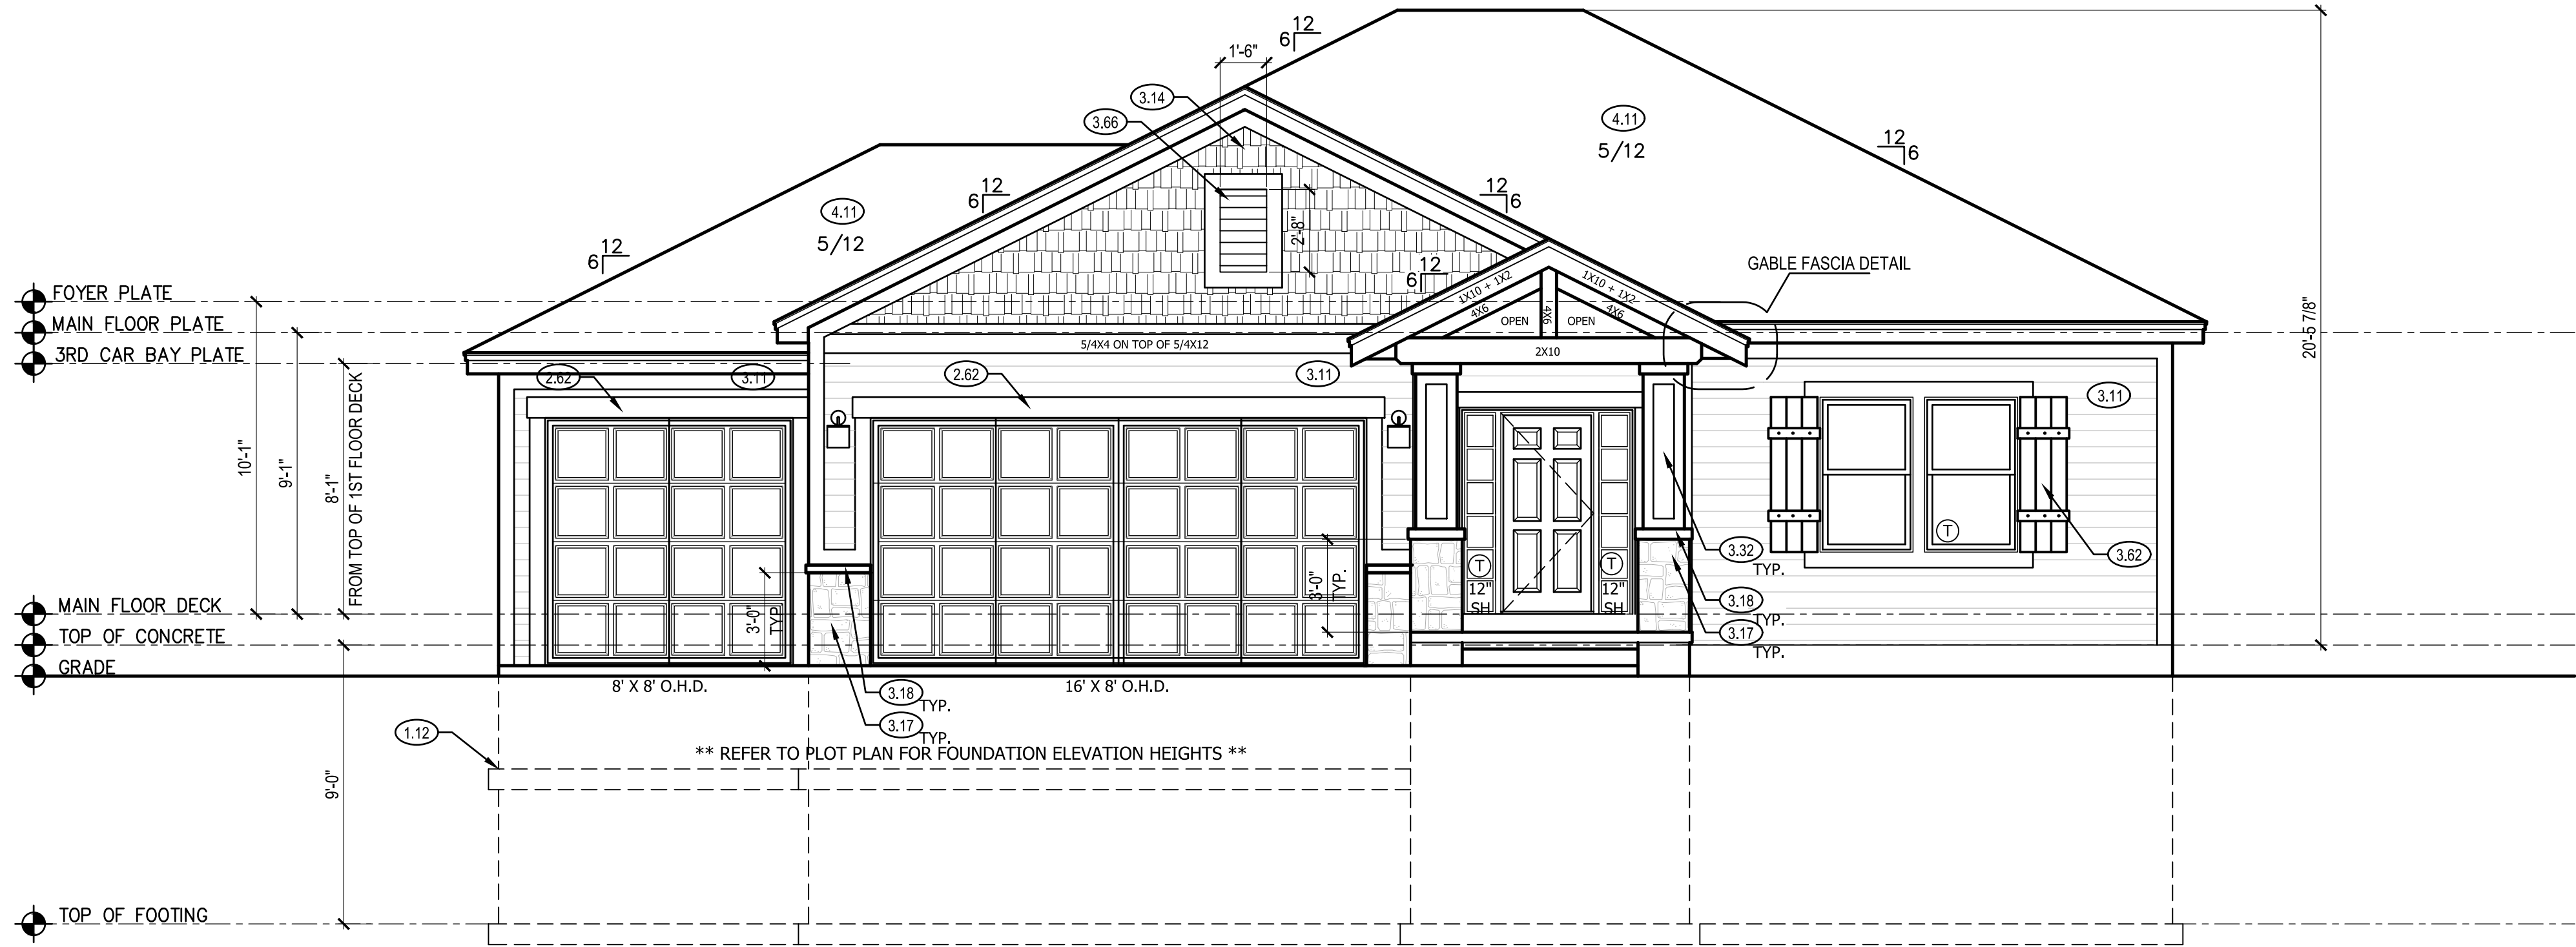 12
6
1'-6"
3.14
3.66
4.11
5/12
12
6
12
6
12
6
4.11
5/12
12
6
2'-8"
12
6
GABLE FASCIA DETAIL
20'-5 7/8"
FOYER PLATE
MAIN FLOOR PLATE
3RD CAR BAY PLATE
1X10 + 1X2
1X10 + 1X2
4X6
4X6
4X6
OPEN
OPEN
5/4X4 ON TOP OF 5/4X12
2X10
2.62
3.11
2.62
3.11
3.11
10'-1"
9'-1"
8'-1"
FROM TOP OF 1ST FLOOR DECK
T
3.32
TYP.
3.62
T
12"
SH
T
12"
SH
3'-0"
TYP.
3'-0"
TYP
3.18
TYP.
3.17
TYP.
MAIN FLOOR DECK
TOP OF CONCRETE
GRADE
8' X 8' O.H.D.
16' X 8' O.H.D.
3.18
TYP.
3.17
TYP.
1.12
** REFER TO PLOT PLAN FOR FOUNDATION ELEVATION HEIGHTS **
9'-0"
TOP OF FOOTING